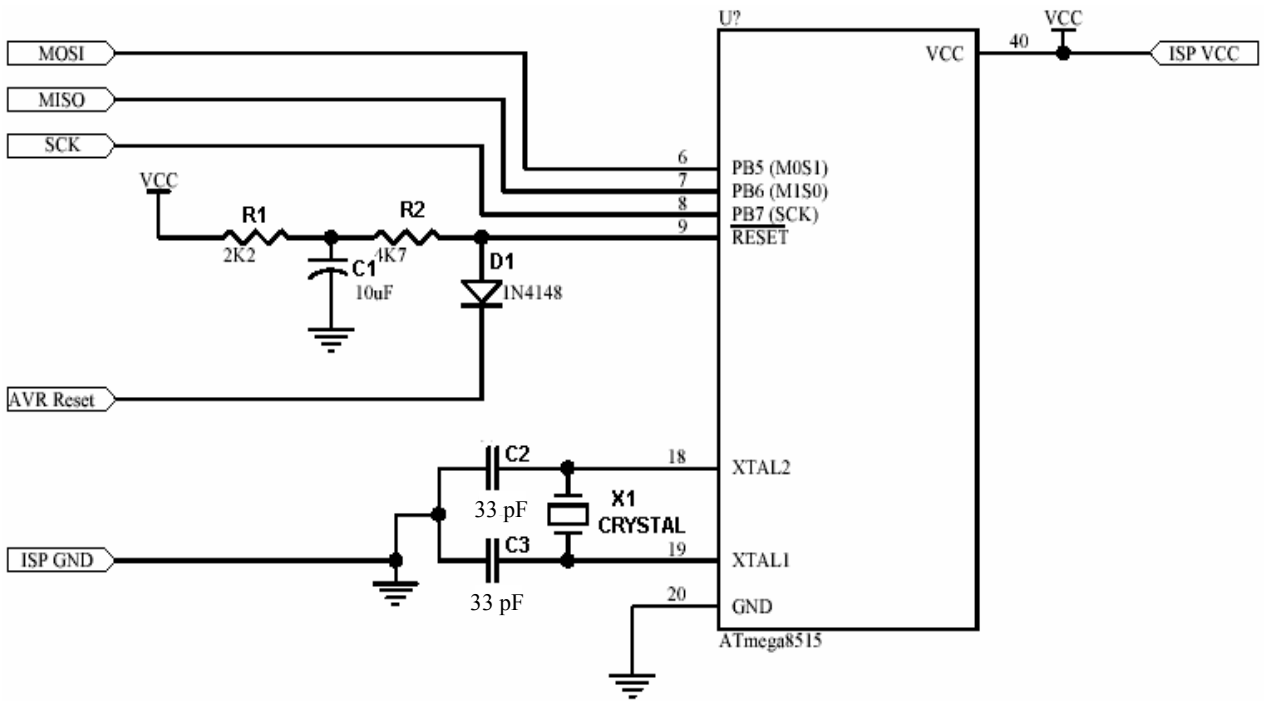 U?
VCC
MOSI
40
VCC
ISP VCC
MISO
SCK
6
PB5 (M0S1)
7
PB6 (M1S0)
8
PB7 (SCK)
9
RESET
VCC
R1
R2
2K2
4K7
C1
10uF
D1
1N4148
AVR Reset
C2
33 pF
18
XTAL2
X1
CRYSTAL
C3
33 pF
19
XTAL1
ISP GND
20
GND
ATmega8515